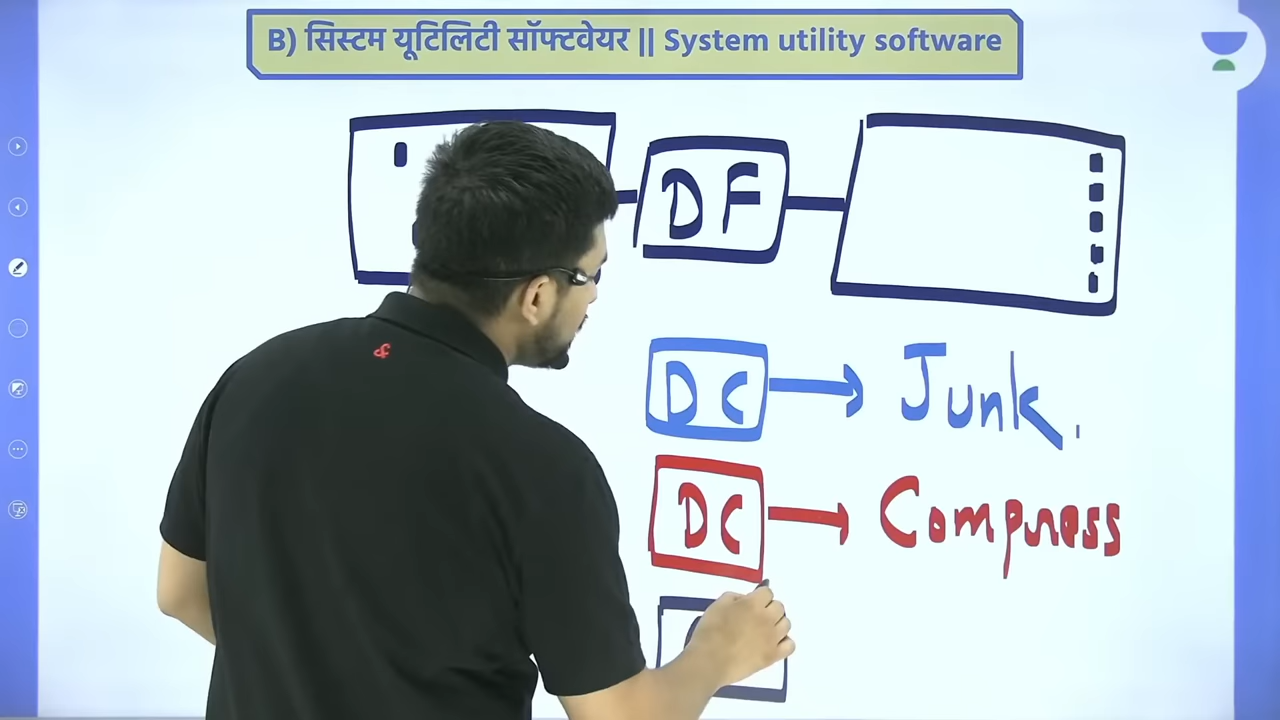 B) सिस्टम यूटिलिटी सॉफ्टवेयर || System utility software
DF
DC → Junk.
DC → Compress